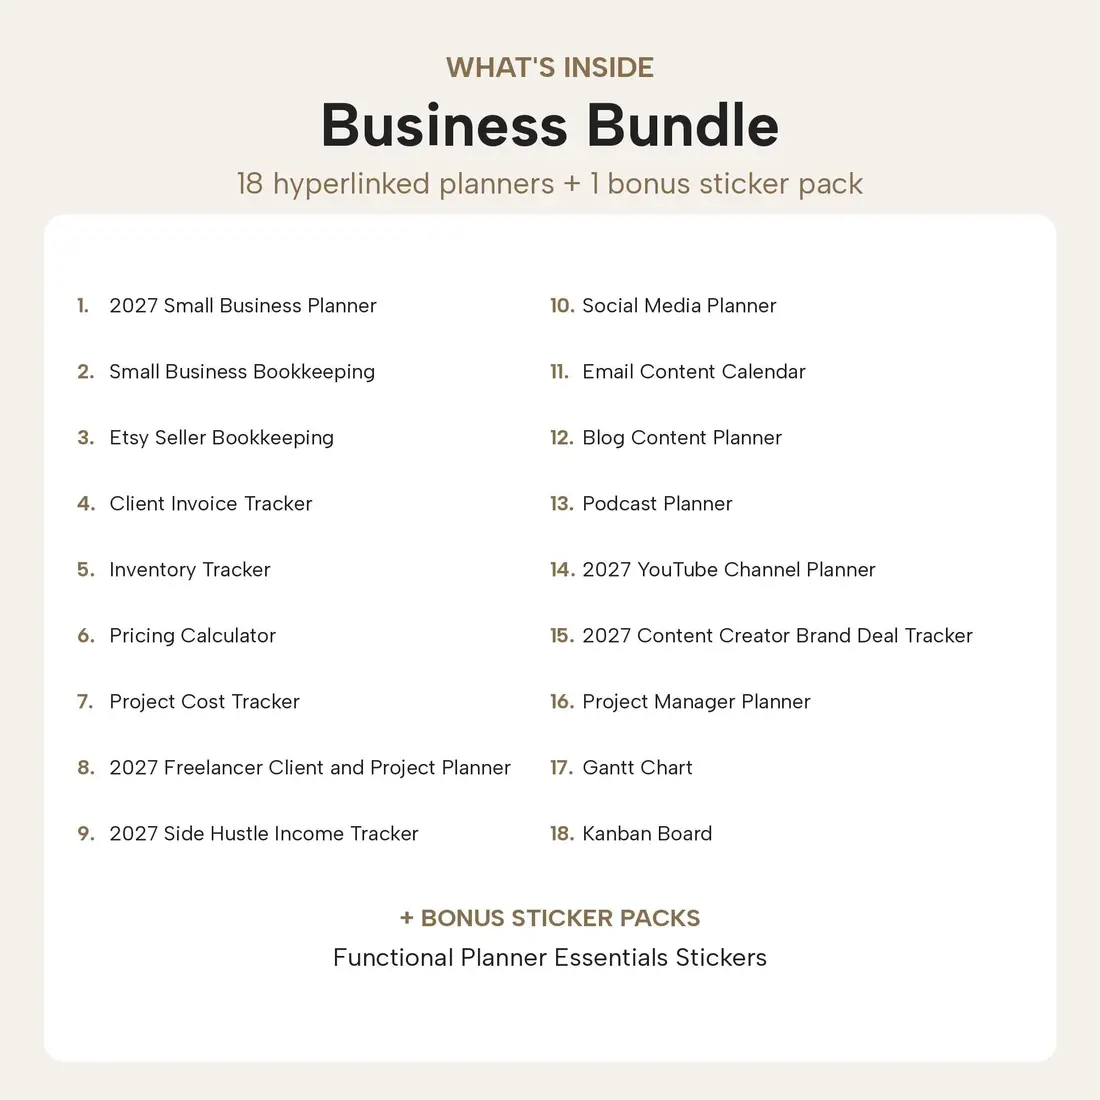 WHAT'S INSIDE
Business Bundle
18 hyperlinked planners + 1 bonus sticker pack
1. 2027 Small Business Planner
2. Small Business Bookkeeping
3. Etsy Seller Bookkeeping
4. Client Invoice Tracker
5. Inventory Tracker
6. Pricing Calculator
7. Project Cost Tracker
8. 2027 Freelancer Client and Project Planner
9. 2027 Side Hustle Income Tracker
10. Social Media Planner
11. Email Content Calendar
12. Blog Content Planner
13. Podcast Planner
14. 2027 YouTube Channel Planner
15. 2027 Content Creator Brand Deal Tracker
16. Project Manager Planner
17. Gantt Chart
18. Kanban Board
+ BONUS STICKER PACKS
Functional Planner Essentials Stickers